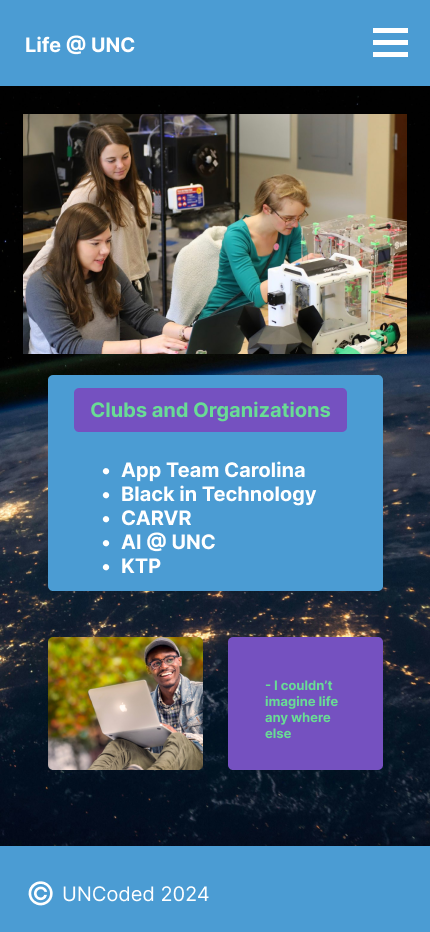 Life @ UNC
Clubs and Organizations
• App Team Carolina
• Black in Technology
• CARVR
• AI @ UNC
• KTP
- I couldn’t
imagine life
any where
else
© UNCoded 2024